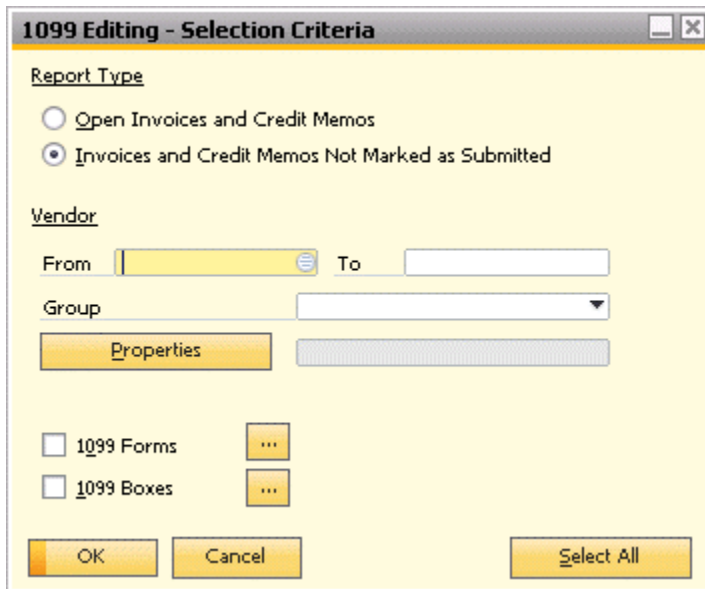 1099 Editing - Selection Criteria
Report Type
Open Invoices and Credit Memos
Invoices and Credit Memos Not Marked as Submitted
Vendor
From To
Group
Properties
1099 Forms ...
1099 Boxes ...
OK Cancel Select All